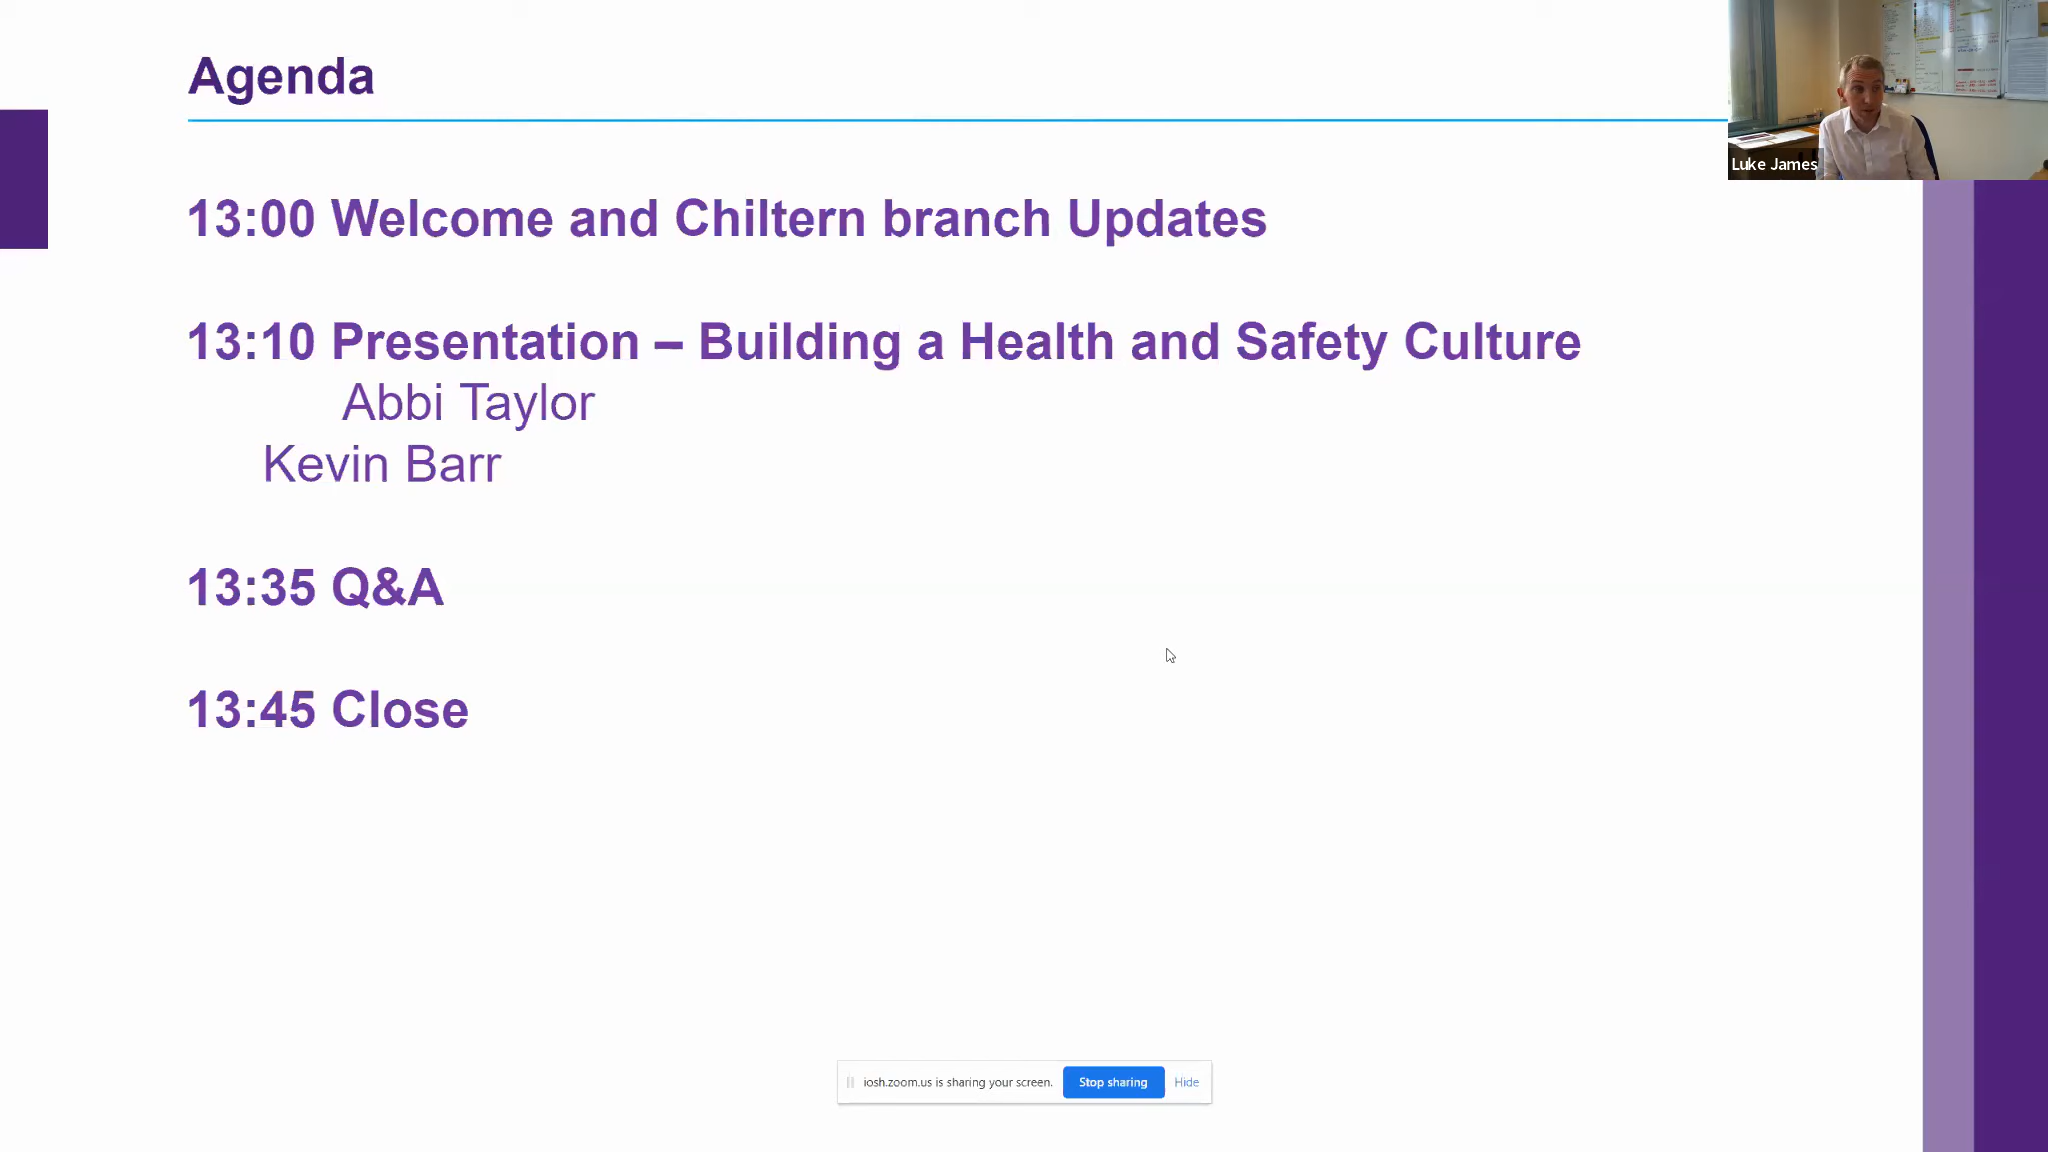 Agenda
Luke James
13:00 Welcome and Chiltern branch Updates
13:10 Presentation – Building a Health and Safety Culture
Abbi Taylor
Kevin Barr
13:35 Q&A
13:45 Close
iosh.zoom.us is sharing your screen. Stop sharing Hide